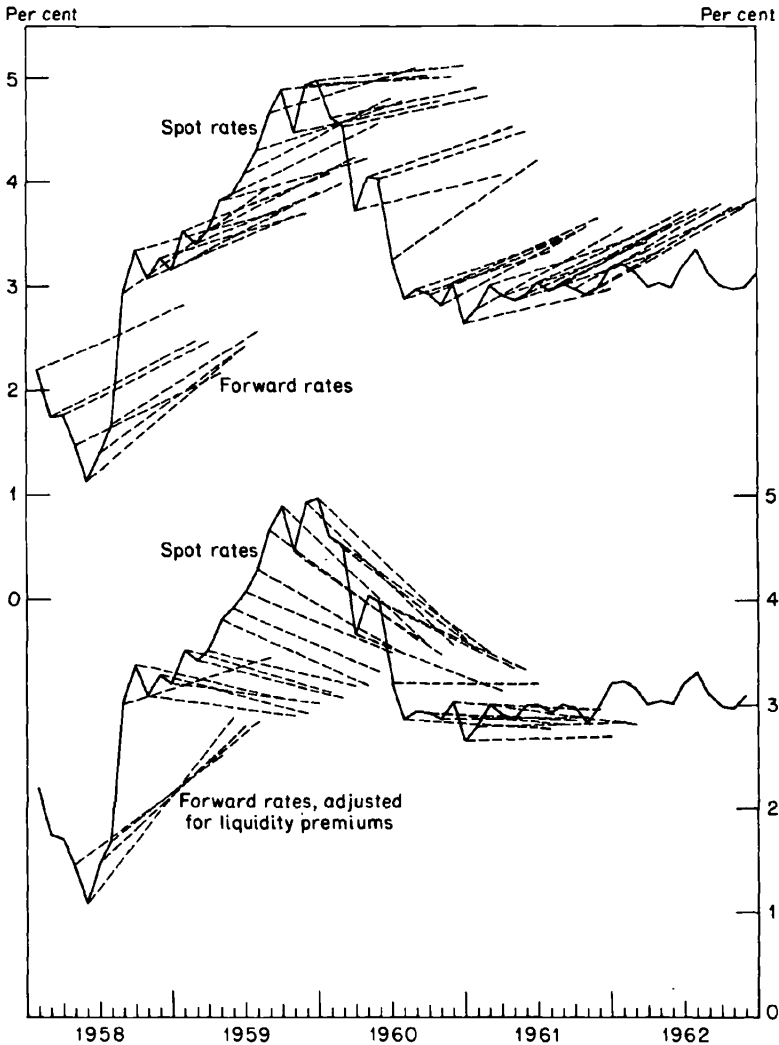 Per cent
Per cent
5
Spot rates
4
3
2
Forward rates
1
5
Spot rates
0
4
3
Forward rates, adjusted
for liquidity premiums
2
1
0
1958
1959
1960
1961
1962